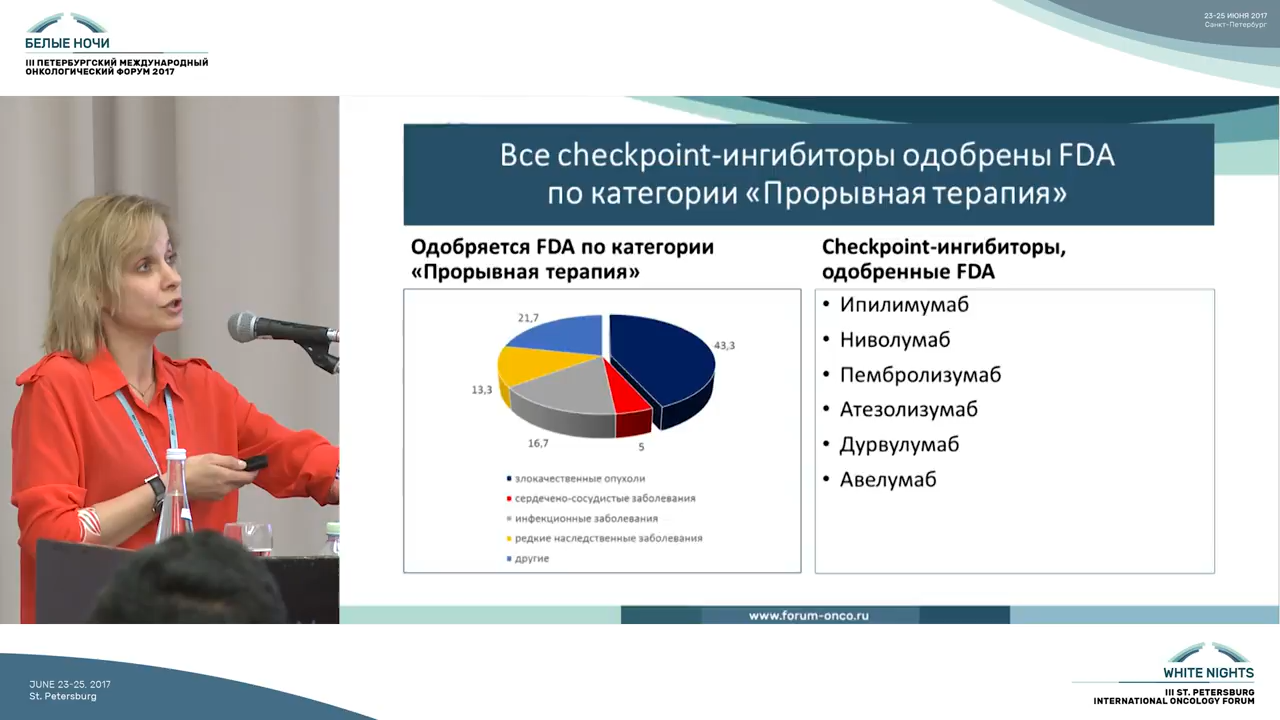 БЕЛЫЕ НОЧИ
III ПЕТЕРБУРГСКИЙ МЕЖДУНАРОДНЫЙ
ОНКОЛОГИЧЕСКИЙ ФОРУМ 2017
23-25 ИЮНЯ 2017
Санкт-Петербург
Все checkpoint-ингибиторы одобрены FDA
по категории «Прорывная терапия»
Одобряется FDA по категории
«Прорывная терапия»
21,7
43,3
13,3
16,7
5
злокачественные опухоли
сердечено-сосудистые заболевания
инфекционные заболевания
редкие наследственные заболевания
другие
Checkpoint-ингибиторы,
одобренные FDA
• Ипилимумаб
• Ниволумаб
• Пембролизумаб
• Атезолизумаб
• Дурвулумаб
• Авелумаб
www.forum-onco.ru
JUNE 23-25, 2017
St. Petersburg
WHITE NIGHTS
III ST. PETERSBURG
INTERNATIONAL ONCOLOGY FORUM